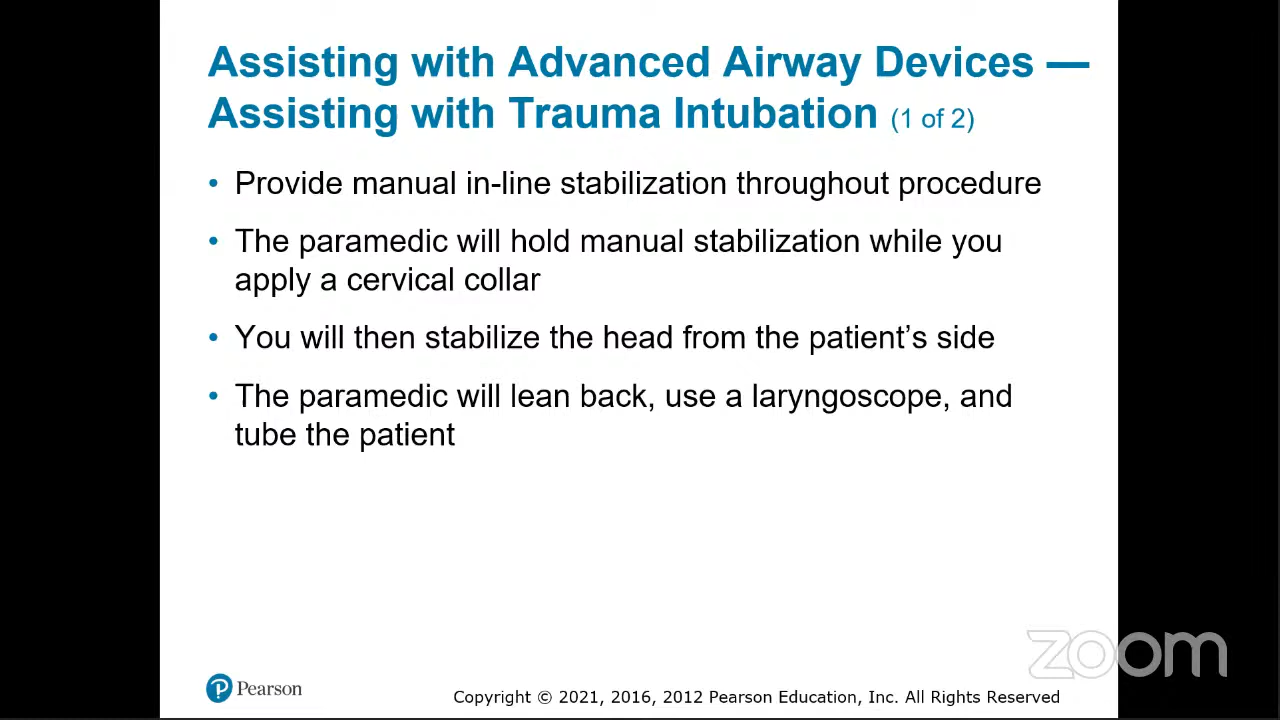 Assisting with Advanced Airway Devices —
Assisting with Trauma Intubation (1 of 2)
• Provide manual in-line stabilization throughout procedure
• The paramedic will hold manual stabilization while you
apply a cervical collar
• You will then stabilize the head from the patient’s side
• The paramedic will lean back, use a laryngoscope, and
tube the patient
zoom
Pearson
Copyright © 2021, 2016, 2012 Pearson Education, Inc. All Rights Reserved